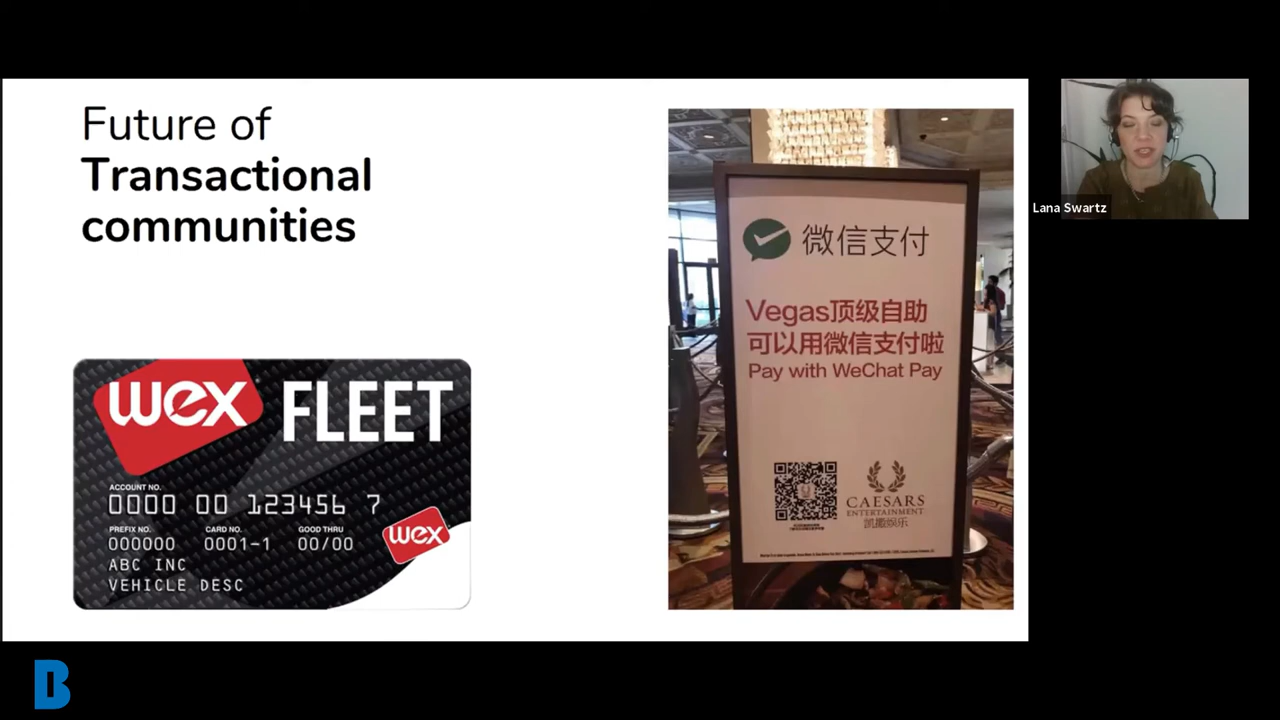 Future of
Transactional
communities
wex FLEET
ACCOUNT NO.
0000 00 123456 7
PREFIX NO. CARD NO. GOOD THRU
000000 0001-1 00/00
wex
ABC INC
VEHICLE DESC
微信支付
Vegas顶级自助
可以用微信支付啦
Pay with WeChat Pay
CAESARS
ENTERTAINMENT
凯撒娱乐
Lana Swartz
B